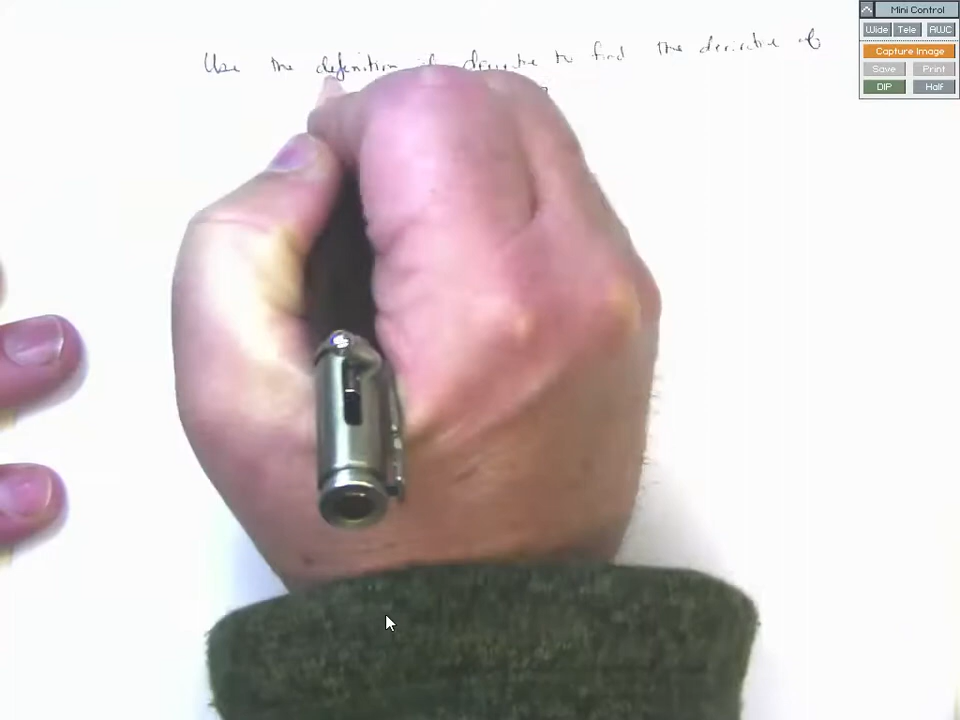 Use the definition of derivative to find the derivative of
Mini Control
Wide Tele AWC
Capture Image
Save Print
DIP Half